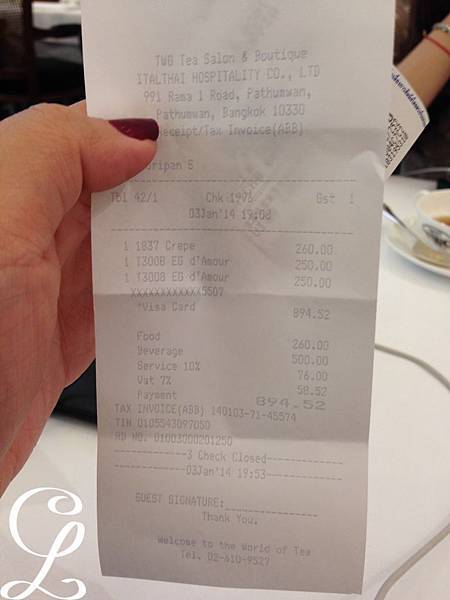 TWG Tea Salon & Boutique
ITALTHAI HOSPITALITY CO., LTD
991 Rama 1 Road, Pathumwan,
Pathumwan, Bangkok 10330
eceipt/Tax Invoice(ABB)
oripan S
Tbl 42/1 Chk 1991 Gst 1
03Jan'14 19:08
1 1837 Crepe 260.00
1 T3008 EG d'Amour 250.00
1 T3008 EG d'Amour 250.00
XXXXXXXXXXXX5507
*Visa Card 894.52
Food 260.00
Beverage 500.00
Service 10% 76.00
Vat 7% 58.52
Payment 894.52
TAX INVOICE(ABB) 140103-71-45574
TIN 0105543097050
RD NO. 01003000201250
3 Check Closed
03Jan'14 19:53
GUEST SIGNATURE:
Thank You.
Welcome to the World of Tea
Tel. 02-610-9527
CL